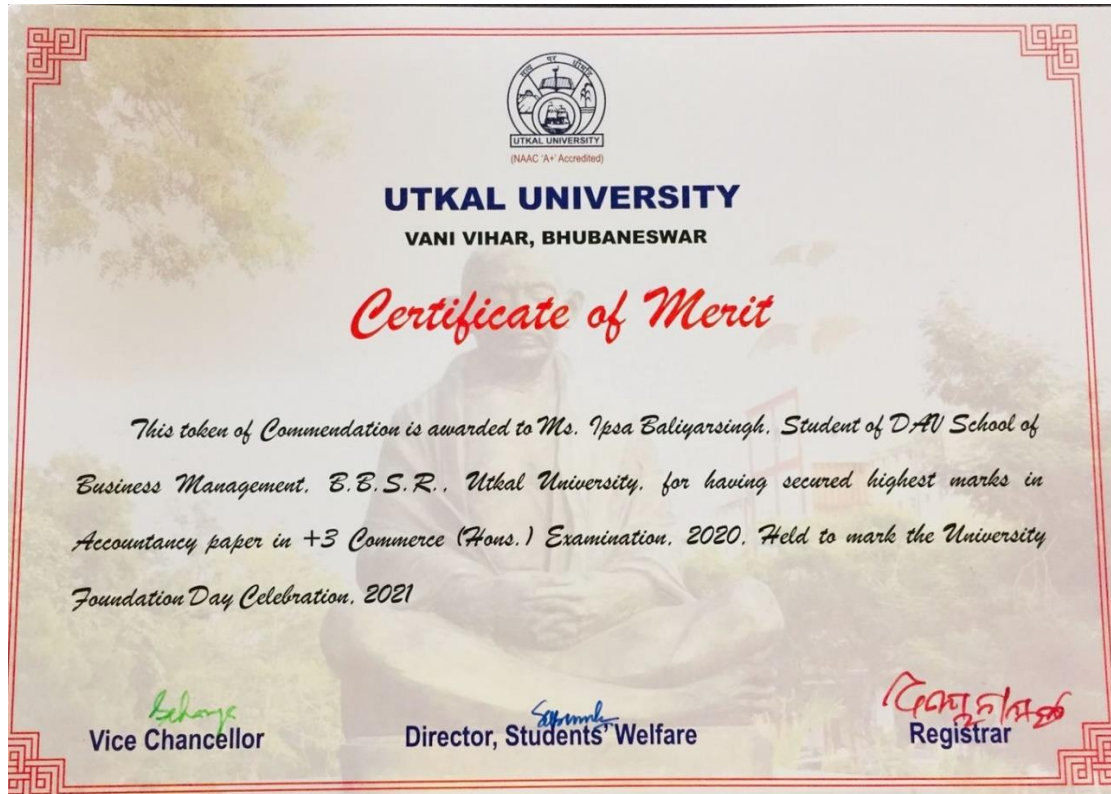 UTKAL UNIVERSITY
(NAAC 'A+' Accredited)
UTKAL UNIVERSITY
VANI VIHAR, BHUBANESWAR
Certificate of Merit
This token of Commendation is awarded to Ms. Ipsa Baliyarsingh, Student of DAV School of
Business Management, B.B.S.R., Utkal University, for having secured highest marks in
Accountancy paper in +3 Commerce (Hons.) Examination, 2020, Held to mark the University
Foundation Day Celebration, 2021
Vice Chancellor
Director, Students' Welfare
Registrar